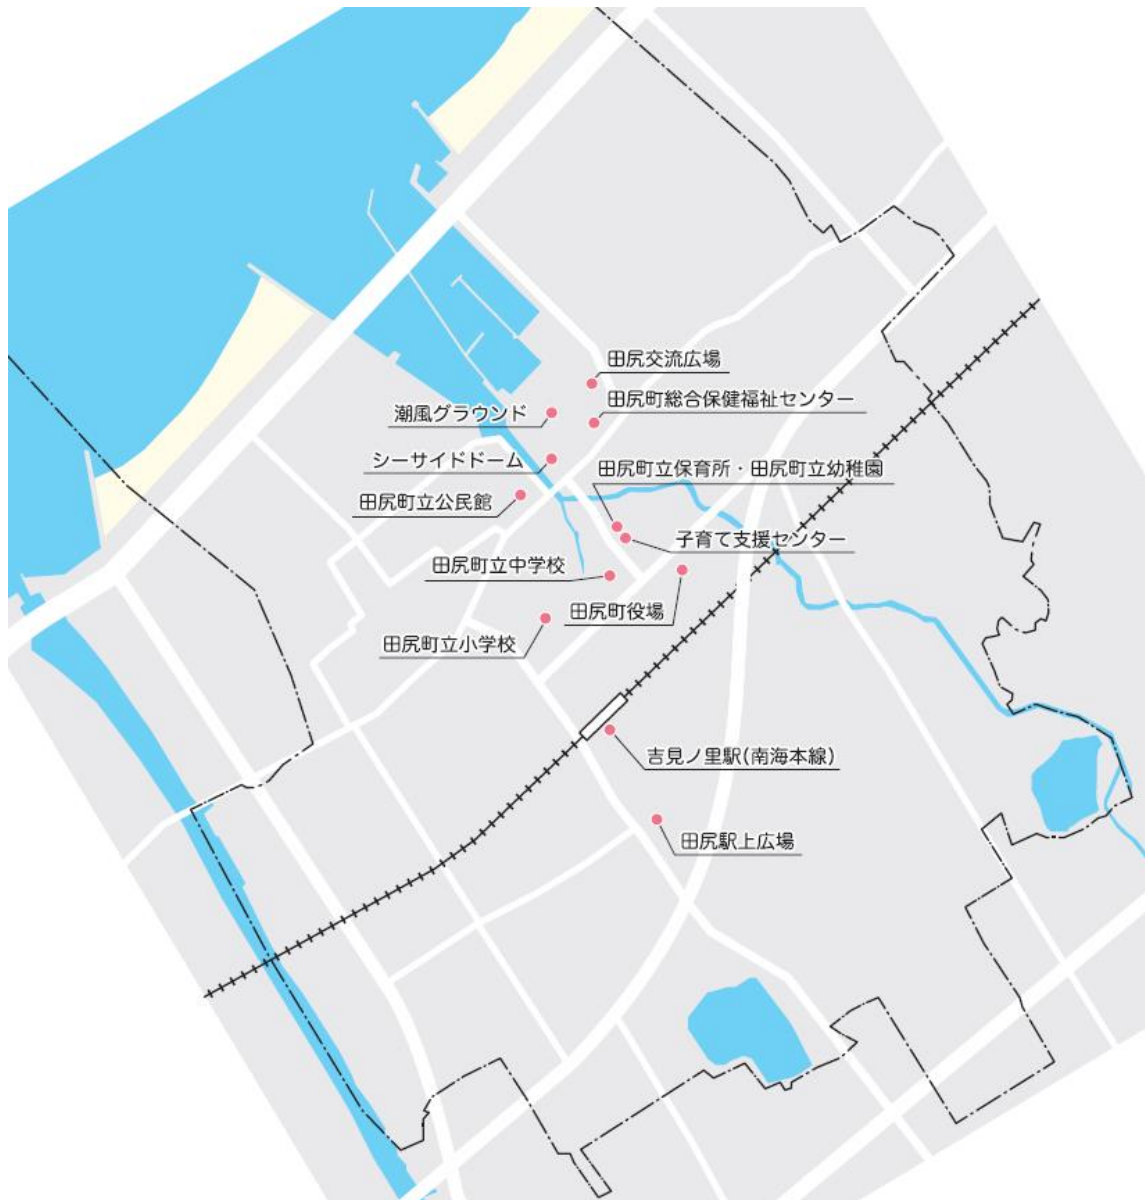 田尻交流広場
田尻町総合保健福祉センター
潮風グラウンド
シーサイドドーム
田尻町立保育所・田尻町立幼稚園
田尻町立公民館
子育て支援センター
田尻町立中学校
田尻町役場
田尻町立小学校
吉見ノ里駅(南海本線)
田尻駅上広場